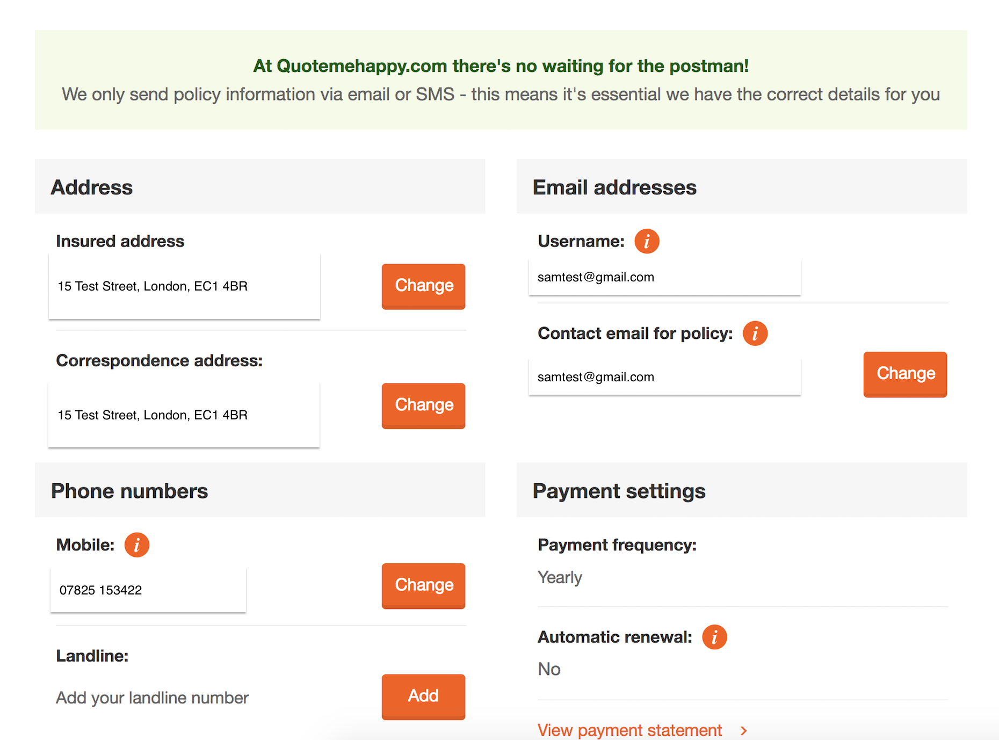 At Quotemehappy.com there's no waiting for the postman!
We only send policy information via email or SMS - this means it's essential we have the correct details for you
Address
Insured address
15 Test Street, London, EC1 4BR
Change
Correspondence address:
15 Test Street, London, EC1 4BR
Change
Email addresses
Username: i
samtest@gmail.com
Contact email for policy: i
samtest@gmail.com
Change
Phone numbers
Mobile: i
07825 153422
Change
Landline:
Add your landline number
Add
Payment settings
Payment frequency:
Yearly
Automatic renewal: i
No
View payment statement >